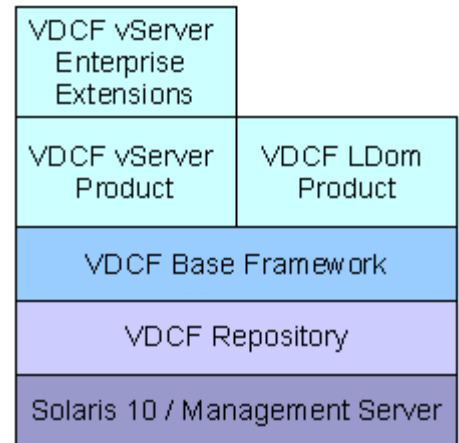 VDCF vServer
Enterprise
Extensions
VDCF vServer
Product
VDCF LDom
Product
VDCF Base Framework
VDCF Repository
Solaris 10 / Management Server